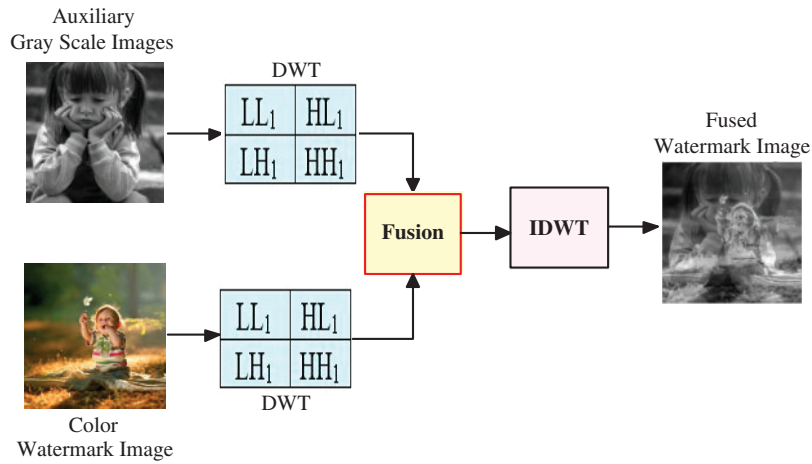 Auxiliary
Gray Scale Images
DWT
LL1 HL1
LH1 HH1
Fusion
IDWT
Fused
Watermark Image
LL1 HL1
LH1 HH1
DWT
Color
Watermark Image